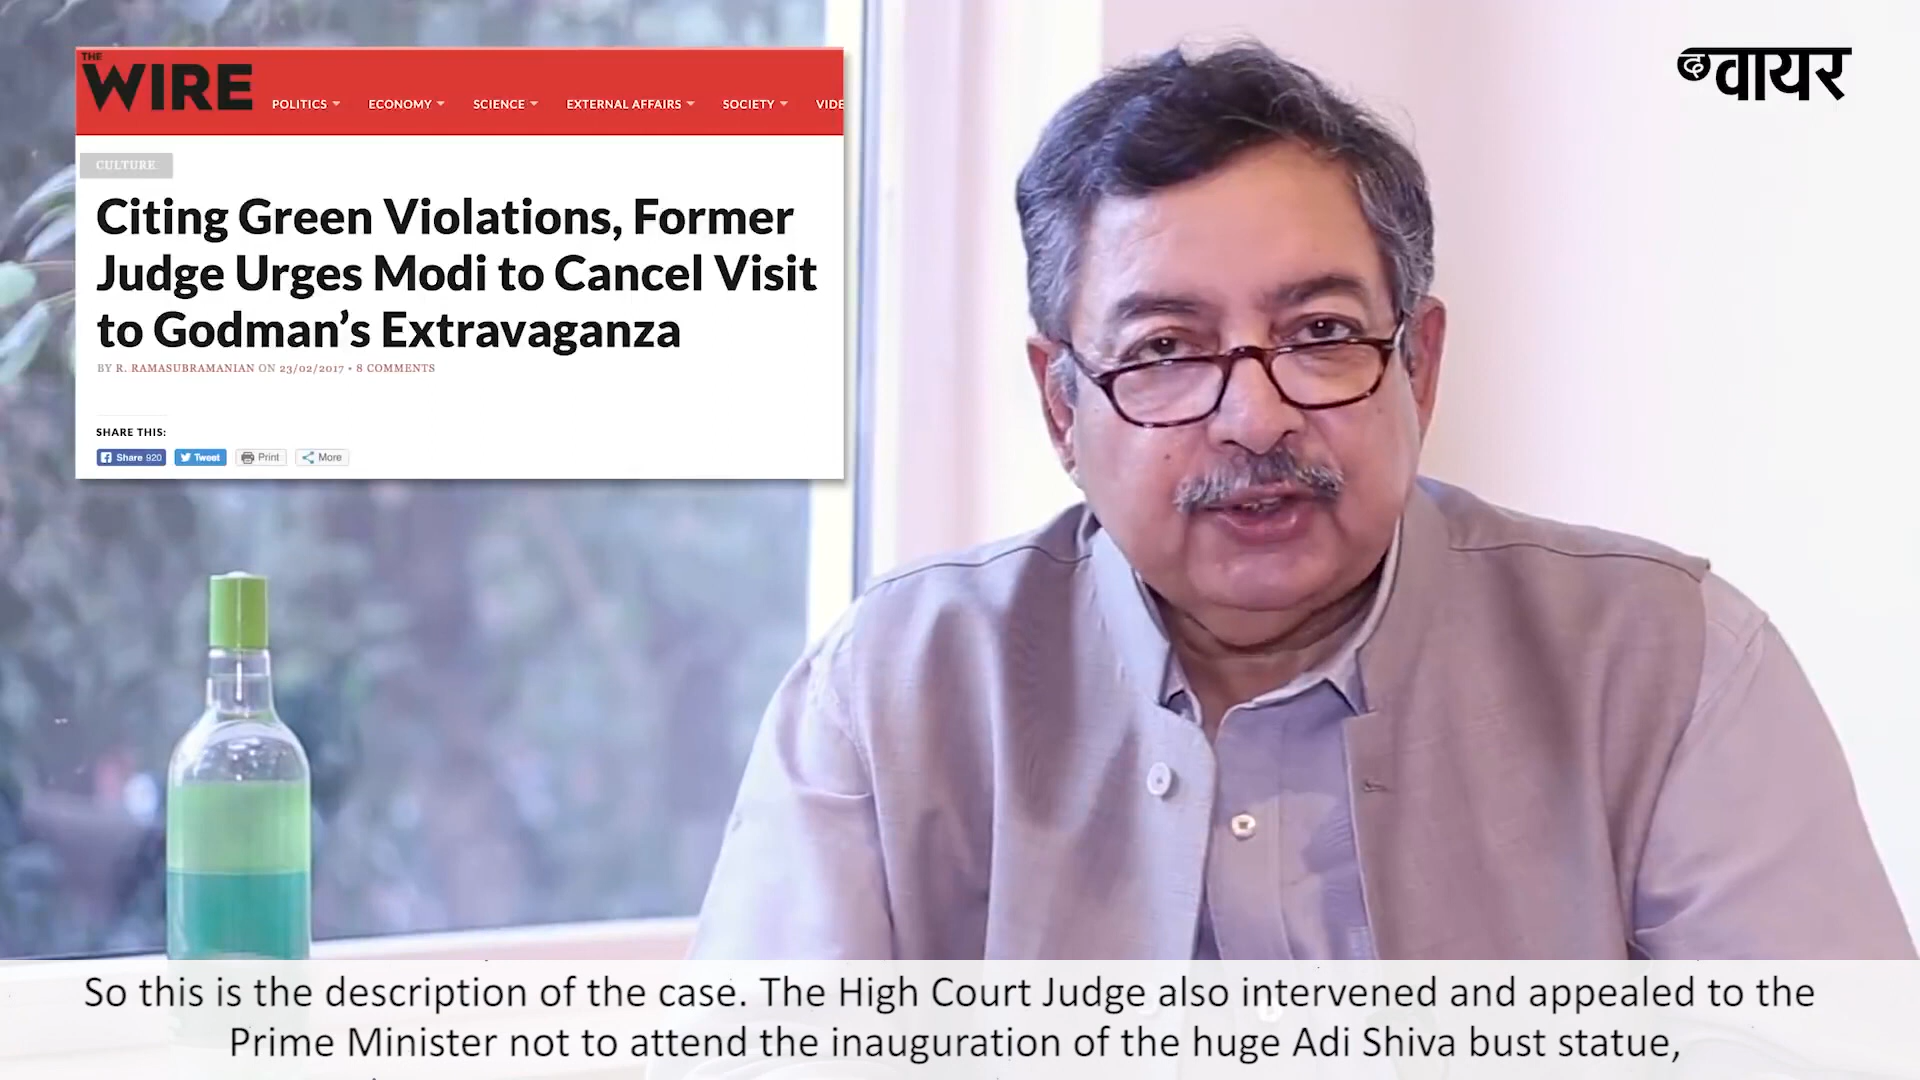 THE
WIRE
POLITICS ECONOMY SCIENCE EXTERNAL AFFAIRS SOCIETY VIDE
CULTURE
Citing Green Violations, Former
Judge Urges Modi to Cancel Visit
to Godman’s Extravaganza
BY R. RAMASUBRAMANIAN ON 23/02/2017 • 8 COMMENTS
SHARE THIS:
Share 920 Tweet Print More
द वायर
So this is the description of the case. The High Court Judge also intervened and appealed to the
Prime Minister not to attend the inauguration of the huge Adi Shiva bust statue,